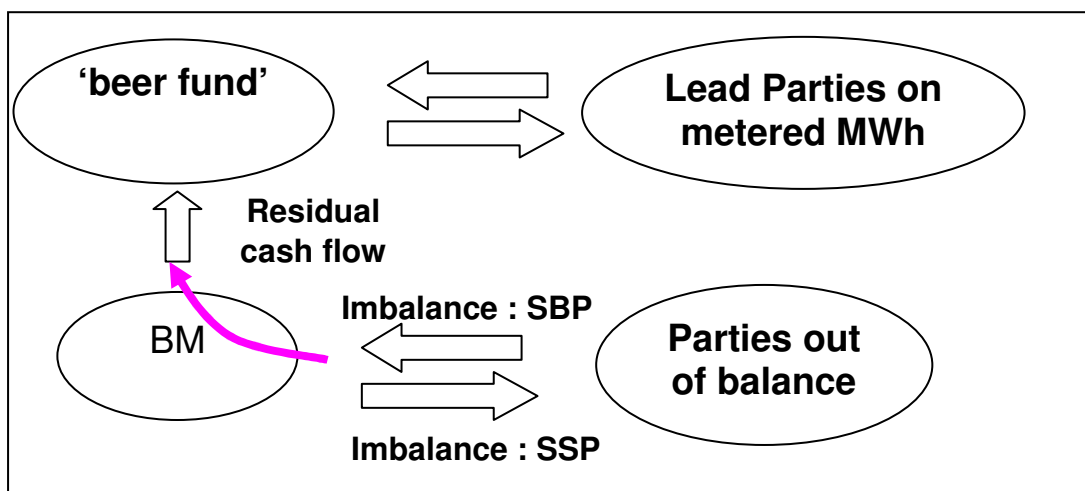 ‘beer fund’
Lead Parties on
metered MWh
Residual
cash flow
Imbalance : SBP
BM
Parties out
of balance
Imbalance : SSP